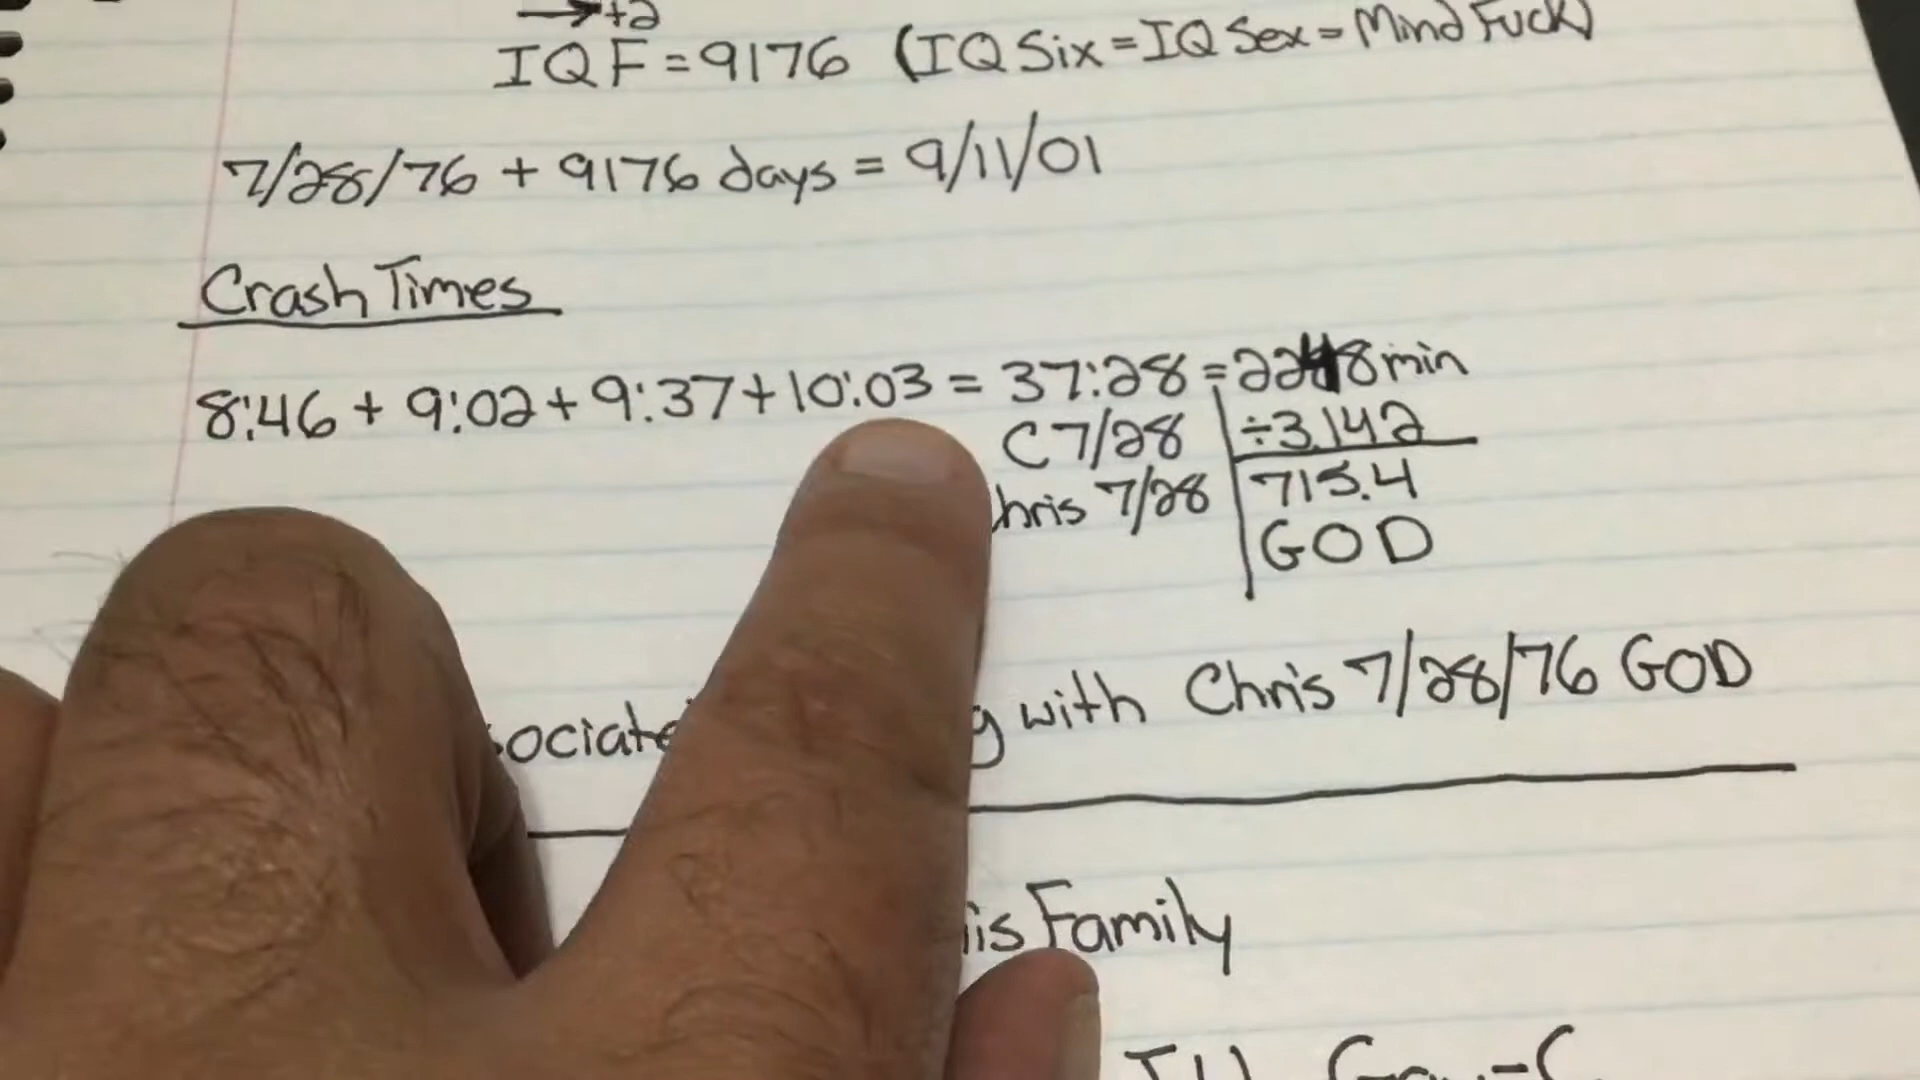 →+2
IQF = 9176 (IQ Six = IQ Sex = Mind Fuck)
7/28/76 + 9176 days = 9/11/01
Crash Times
8:46 + 9:02 + 9:37 + 10:03 = 37:28 = 2248 min
C7/28 ÷3.142
hris 7/28 715.4
GOD
sociate g with Chris 7/28/76 GOD
is Family